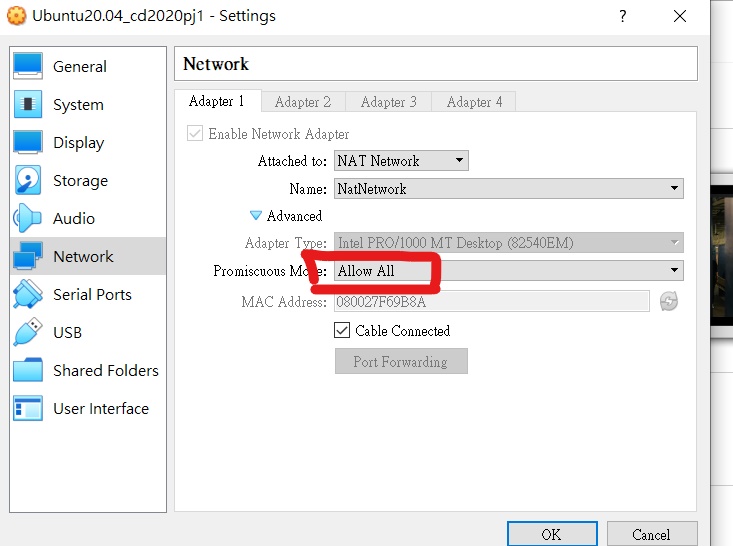 Ubuntu20.04_cd2020pj1 - Settings ?
General
System
Display
Storage
Audio
Network
Serial Ports
USB
Shared Folders
User Interface
Network
Adapter 1 Adapter 2 Adapter 3 Adapter 4
Enable Network Adapter
Attached to: NAT Network
Name: NatNetwork
Advanced
Adapter Type: Intel PRO/1000 MT Desktop (82540EM)
Promiscuous Mode: Allow All
MAC Address: 080027F69B8A
Cable Connected
Port Forwarding
OK Cancel